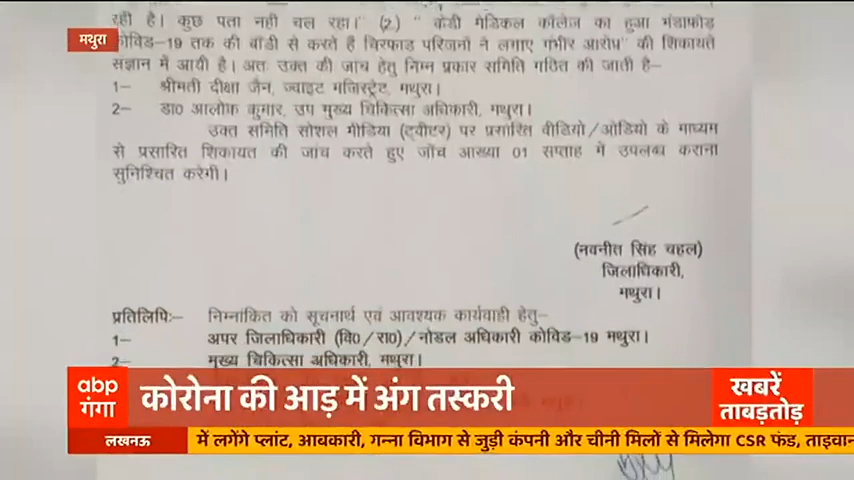 रही है। कुछ पता नही चल रहा।" (2.) " केडी मेडिकल कॉलेज का हुआ भंडाफोड
मथुरा
कोविड-19 तक की बॉडी से करते है चिरफाड परिजनों ने लगाए गंभीर आरोप" की शिकायते
संज्ञान में आयी है। अतः उक्त की जांच हेतु निम्न प्रकार समिति गठित की जाती है–
1– श्रीमती दीक्षा जैन, ज्वाइट मजिस्ट्रेट, मथुरा।
2– डा0 आलोक कुमार, उप मुख्य चिकित्सा अधिकारी, मथुरा।
उक्त समिति सोशल मीडिया (ट्वीटर) पर प्रसारित वीडियो/ओडियो के माध्यम
से प्रसारित शिकायत की जांच करते हुए जॉच आख्या 01 सप्ताह में उपलब्ध कराना
सुनिश्चित करेगी।
(नवनीत सिंह चहल)
जिलाधिकारी,
मथुरा।
प्रतिलिपिः– निम्नांकित को सूचनार्थ एवं आवश्यक कार्यवाही हेतु–
1– अपर जिलाधिकारी (वि0/रा0)/नोडल अधिकारी कोविड–19 मथुरा।
2– मुख्य चिकित्सा अधिकारी, मथुरा।
abp गंगा
कोरोना की आड़ में अंग तस्करी
खबरें
ताबड़तोड़
लखनऊ
में लगेंगे प्लांट, आबकारी, गन्ना विभाग से जुड़ी कंपनी और चीनी मिलों से मिलेगा CSR फंड, ताइवान